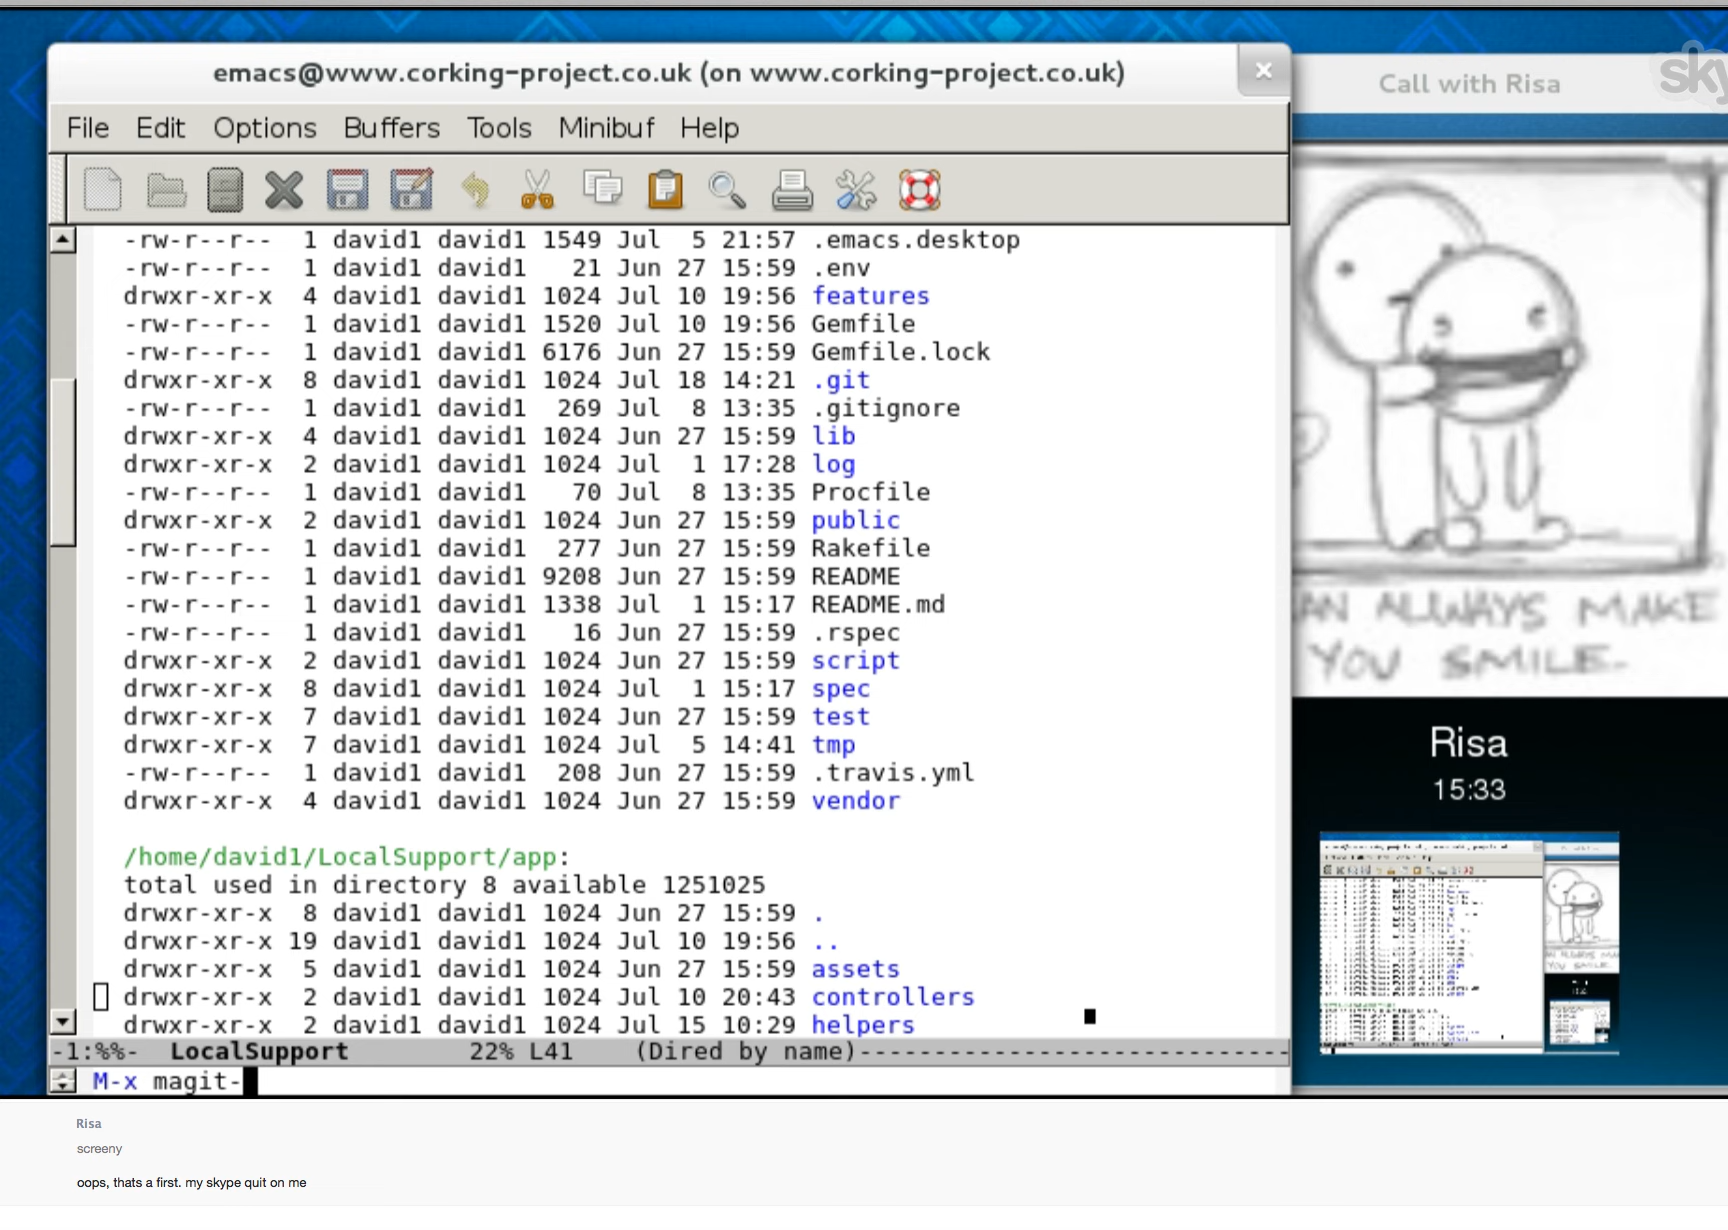 emacs@www.corking-project.co.uk (on www.corking-project.co.uk)
Call with Risa
sky
File Edit Options Buffers Tools Minibuf Help
-rw-r--r-- 1 david1 david1 1549 Jul 5 21:57 .emacs.desktop
-rw-r--r-- 1 david1 david1 21 Jun 27 15:59 .env
drwxr-xr-x 4 david1 david1 1024 Jul 10 19:56 features
-rw-r--r-- 1 david1 david1 1520 Jul 10 19:56 Gemfile
-rw-r--r-- 1 david1 david1 6176 Jun 27 15:59 Gemfile.lock
drwxr-xr-x 8 david1 david1 1024 Jul 18 14:21 .git
-rw-r--r-- 1 david1 david1 269 Jul 8 13:35 .gitignore
drwxr-xr-x 4 david1 david1 1024 Jun 27 15:59 lib
drwxr-xr-x 2 david1 david1 1024 Jul 1 17:28 log
-rw-r--r-- 1 david1 david1 70 Jul 8 13:35 Procfile
drwxr-xr-x 2 david1 david1 1024 Jun 27 15:59 public
-rw-r--r-- 1 david1 david1 277 Jun 27 15:59 Rakefile
-rw-r--r-- 1 david1 david1 9208 Jun 27 15:59 README
-rw-r--r-- 1 david1 david1 1338 Jul 1 15:17 README.md
-rw-r--r-- 1 david1 david1 16 Jun 27 15:59 .rspec
drwxr-xr-x 2 david1 david1 1024 Jun 27 15:59 script
drwxr-xr-x 8 david1 david1 1024 Jul 1 15:17 spec
drwxr-xr-x 7 david1 david1 1024 Jun 27 15:59 test
drwxr-xr-x 7 david1 david1 1024 Jul 5 14:41 tmp
-rw-r--r-- 1 david1 david1 208 Jun 27 15:59 .travis.yml
drwxr-xr-x 4 david1 david1 1024 Jun 27 15:59 vendor
/home/david1/LocalSupport/app:
total used in directory 8 available 1251025
drwxr-xr-x 8 david1 david1 1024 Jun 27 15:59 .
drwxr-xr-x 19 david1 david1 1024 Jul 10 19:56 ..
drwxr-xr-x 5 david1 david1 1024 Jun 27 15:59 assets
drwxr-xr-x 2 david1 david1 1024 Jul 10 20:43 controllers
drwxr-xr-x 2 david1 david1 1024 Jul 15 10:29 helpers
-1:%%- LocalSupport 22% L41 (Dired by name)-----------------------------
M-x magit-
AN ALWAYS MAKE
YOU SMILE.
Risa
15:33
Risa
screeny
oops, thats a first. my skype quit on me